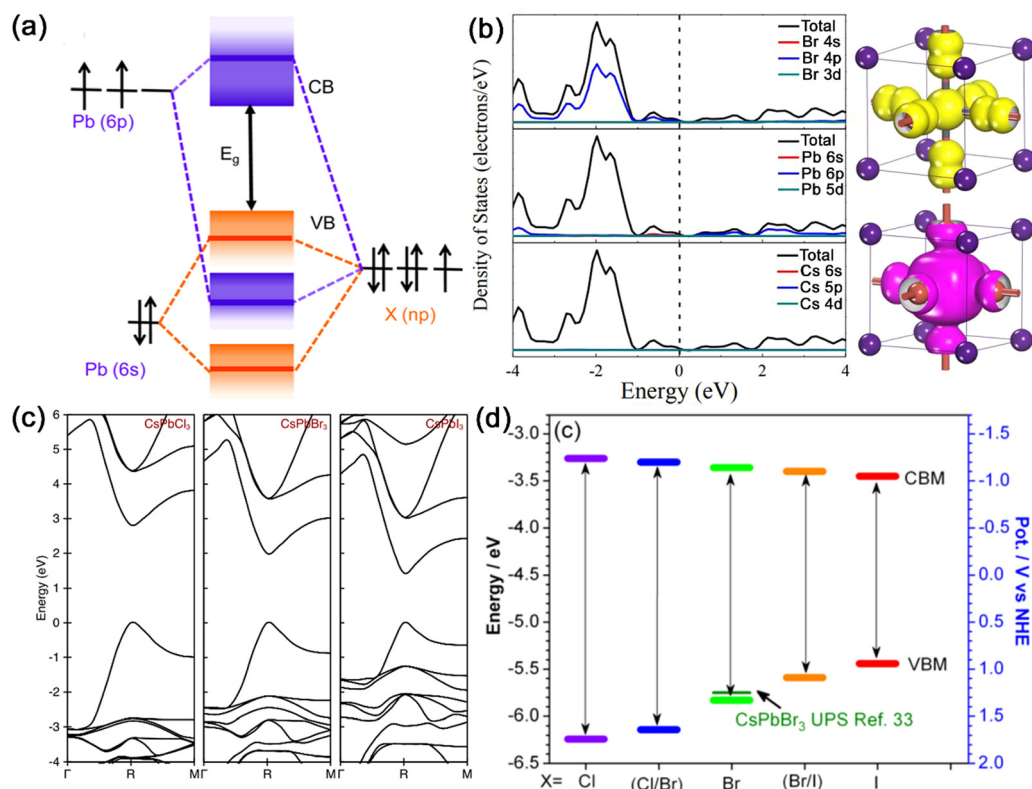 (a)
Pb (6p)
CB
E_g
VB
X (np)
Pb (6s)
(b)
Density of States (electrons/eV)
Total
Br 4s
Br 4p
Br 3d
Total
Pb 6s
Pb 6p
Pb 5d
Total
Cs 6s
Cs 5p
Cs 4d
-4 -2 0 2 4
Energy (eV)
(c)
Energy (eV)
6
5
4
3
2
1
0
-1
-2
-3
-4
CsPbCl₃
CsPbBr₃
CsPbI₃
Γ R M Γ R M Γ R M
(d)
(c)
Energy / eV
-3.0
-3.5
-4.0
-4.5
-5.0
-5.5
-6.0
-6.5
CBM
VBM
CsPbBr₃ UPS Ref. 33
-1.5
-1.0
-0.5
0.0
0.5
1.0
1.5
2.0
Pot. / V vs NHE
X= Cl (Cl/Br) Br (Br/I) I